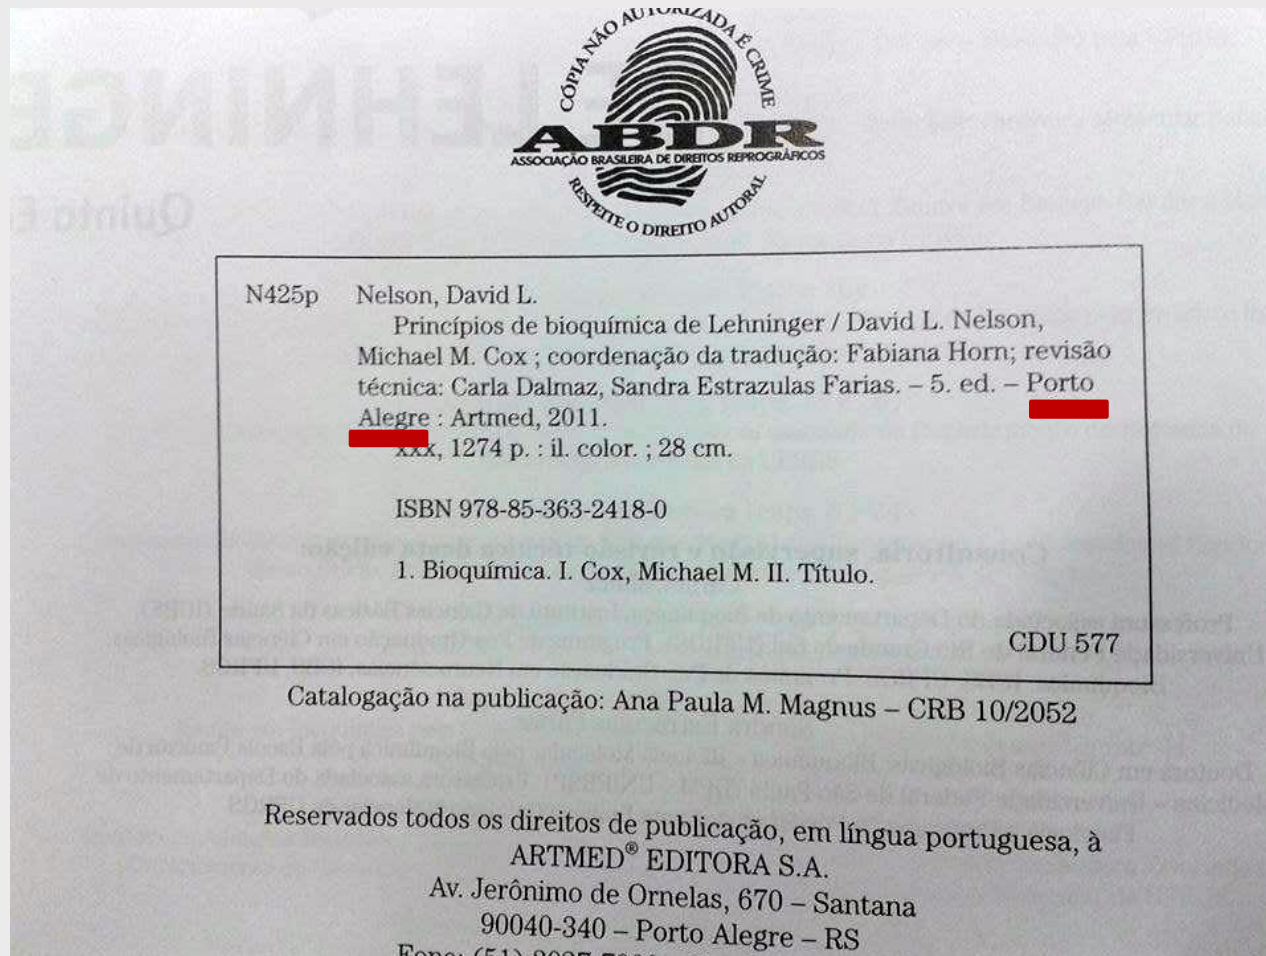 CÓPIA NÃO AUTORIZADA É CRIME
ABDR
ASSOCIAÇÃO BRASILEIRA DE DIREITOS REPROGRÁFICOS
RESPEITE O DIREITO AUTORAL
N425p Nelson, David L.
Princípios de bioquímica de Lehninger / David L. Nelson,
Michael M. Cox ; coordenação da tradução: Fabiana Horn; revisão
técnica: Carla Dalmaz, Sandra Estrazulas Farias. – 5. ed. – Porto
Alegre : Artmed, 2011.
xxx, 1274 p. : il. color. ; 28 cm.
ISBN 978-85-363-2418-0
1. Bioquímica. I. Cox, Michael M. II. Título.
CDU 577
Catalogação na publicação: Ana Paula M. Magnus – CRB 10/2052
Reservados todos os direitos de publicação, em língua portuguesa, à
ARTMED® EDITORA S.A.
Av. Jerônimo de Ornelas, 670 – Santana
90040-340 – Porto Alegre – RS